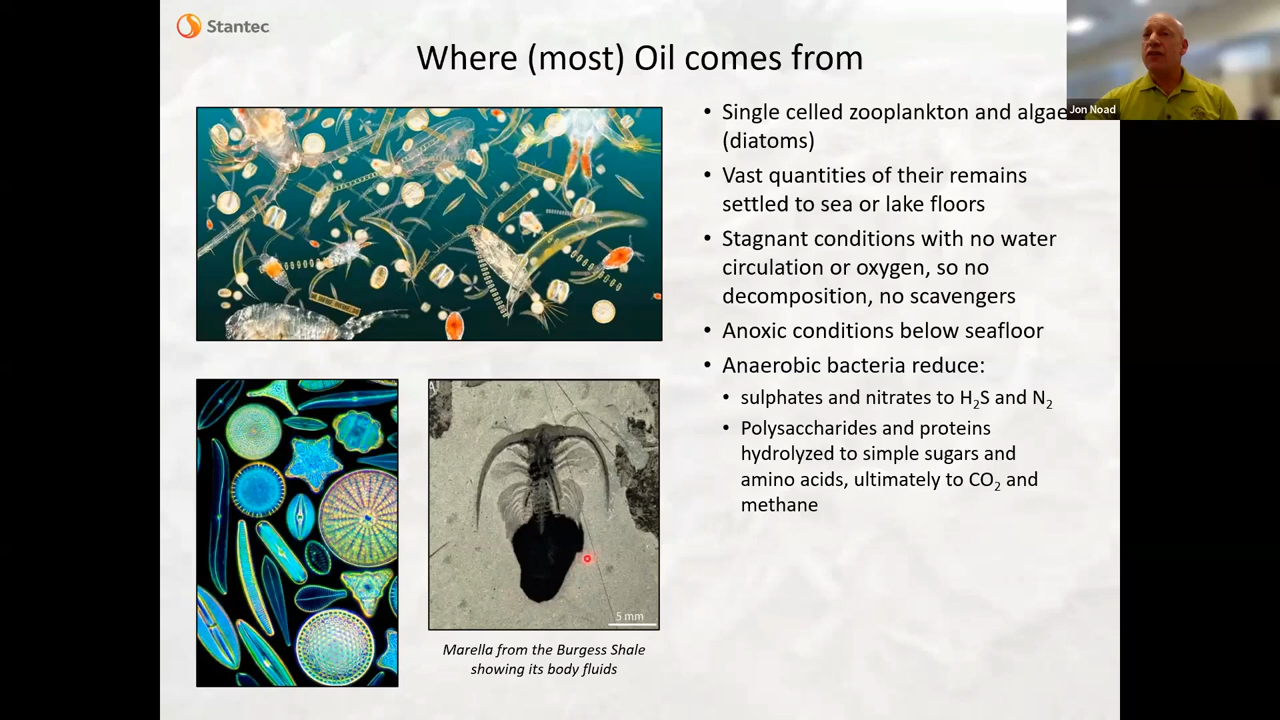 Stantec
Where (most) Oil comes from
Jon Noad
• Single celled zooplankton and algae
(diatoms)
• Vast quantities of their remains
settled to sea or lake floors
• Stagnant conditions with no water
circulation or oxygen, so no
decomposition, no scavengers
• Anoxic conditions below seafloor
• Anaerobic bacteria reduce:
• sulphates and nitrates to H₂S and N₂
• Polysaccharides and proteins
hydrolyzed to simple sugars and
amino acids, ultimately to CO₂ and
methane
5 mm
Marella from the Burgess Shale
showing its body fluids